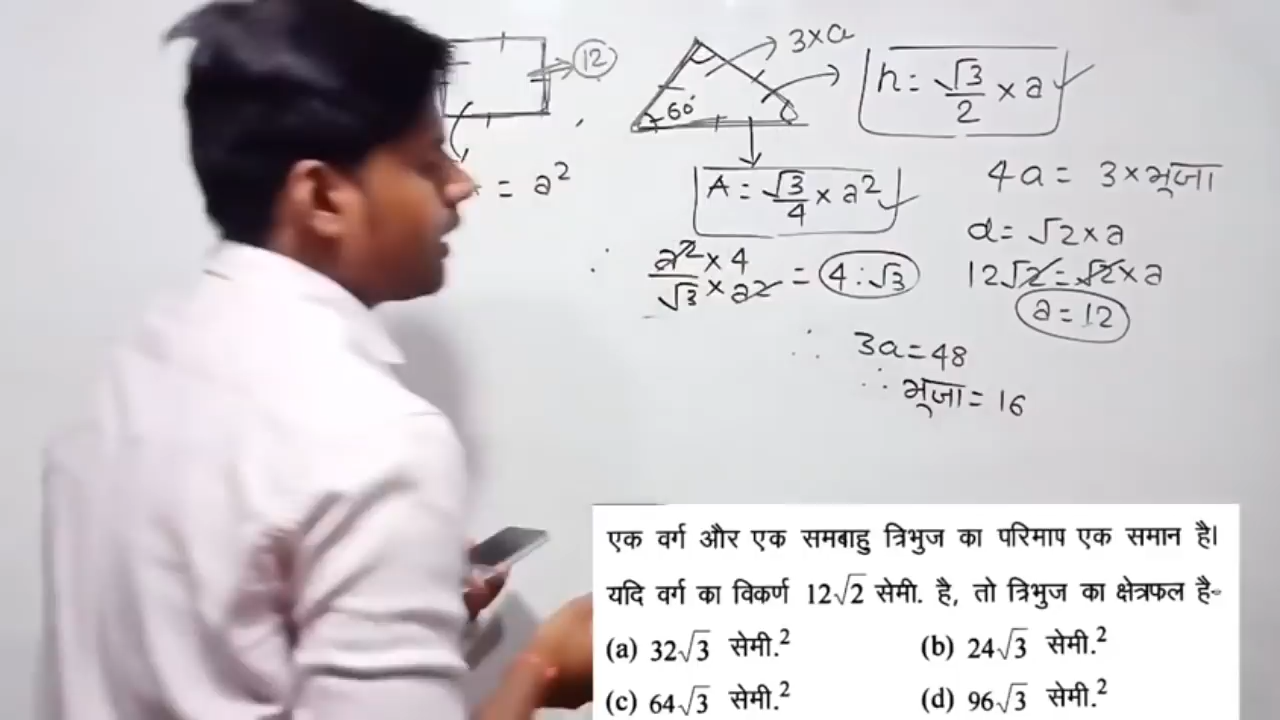 12
3×a
60°
h = √3/2 × a
= a²
A = √3/4 × a²
4a = 3×भूजा
d = √2×a
a²×4 / √3×a² = 4:√3
12√2 = √2×a
a = 12
∴ 3a = 48
∴ भूजा = 16
एक वर्ग और एक समबाहु त्रिभुज का परिमाप एक समान है।
यदि वर्ग का विकर्ण 12√2 सेमी. है, तो त्रिभुज का क्षेत्रफल है-
(a) 32√3 सेमी.² (b) 24√3 सेमी.²
(c) 64√3 सेमी.² (d) 96√3 सेमी.²